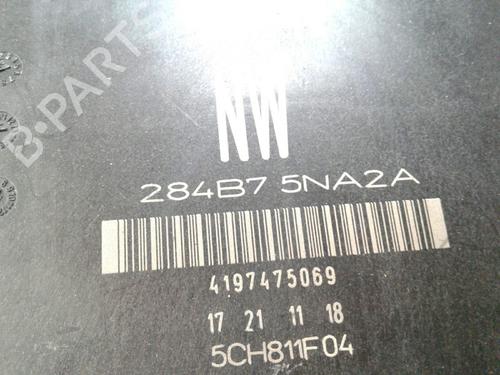 B-PARTS
NW
284B7 5NA2A
4197475069
17 21 11 18
5CH811F04